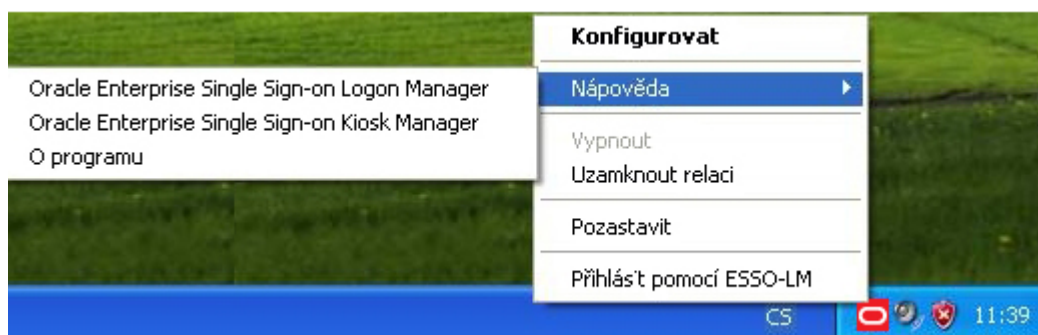 Konfigurovat
Nápověda
Oracle Enterprise Single Sign-on Logon Manager
Oracle Enterprise Single Sign-on Kiosk Manager
O programu
Vypnout
Uzamknout relaci
Pozastavit
Přihlás't pomocí ESSO-LM
CS
11:39